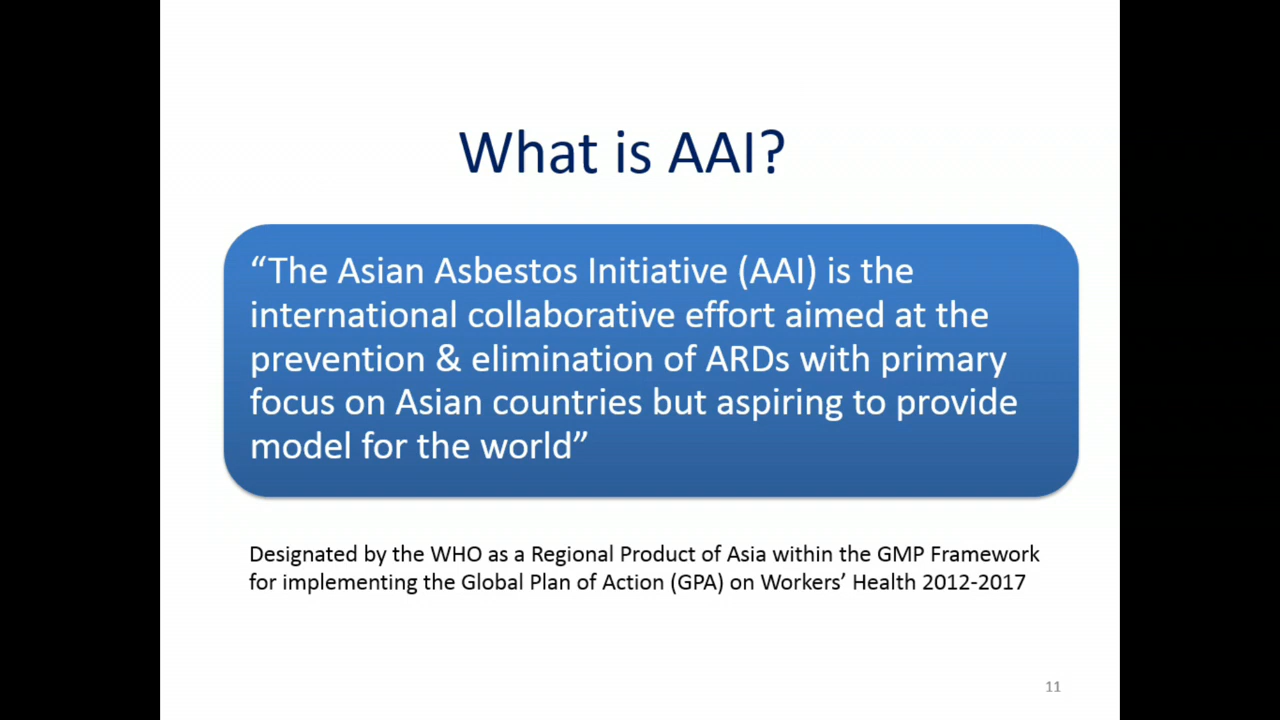 What is AAI?
“The Asian Asbestos Initiative (AAI) is the
international collaborative effort aimed at the
prevention & elimination of ARDs with primary
focus on Asian countries but aspiring to provide
model for the world”
Designated by the WHO as a Regional Product of Asia within the GMP Framework
for implementing the Global Plan of Action (GPA) on Workers’ Health 2012-2017
11